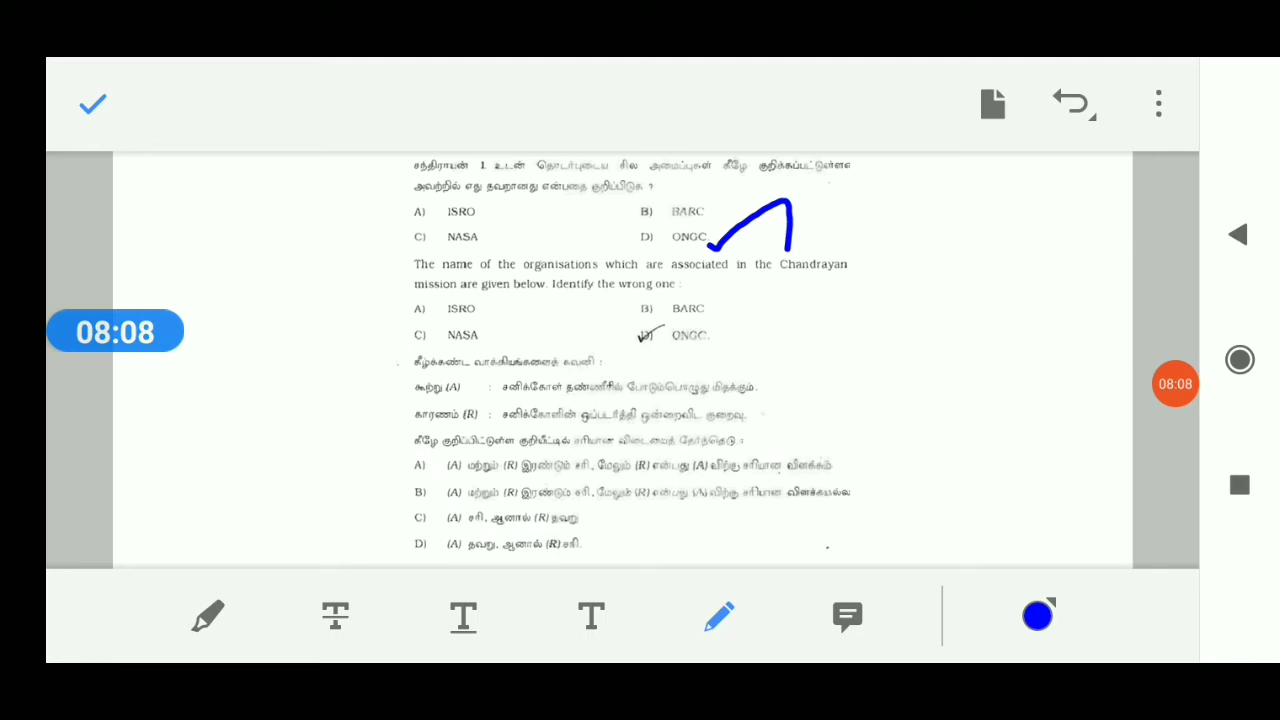 சந்திராயன் 1. உடன் தொடர்புடைய சில அமைப்புகள் கீழே குறிக்கப்பட்டுள்ளன
அவற்றில் எது தவறானது என்பதை குறிப்பிடுக ?
A) ISRO B) BARC
C) NASA D) ONGC.
The name of the organisations which are associated in the Chandrayan
mission are given below. Identify the wrong one :
A) ISRO B) BARC
08:08
C) NASA D) ONGC.
கீழ்க்கண்ட வாக்கியங்களைக் கவனி :
கூற்று (A) : சனிக்கோள் தண்ணீரில் போடும்பொழுது மிதக்கும்.
08:08
காரணம் (R) : சனிக்கோளின் ஒப்படர்த்தி ஒன்றைவிட குறைவு.
கீழே குறிப்பிட்டுள்ள குறியீட்டில் சரியான விடையைத் தேர்ந்தெடு :
A) (A) மற்றும் (R) இரண்டும் சரி, மேலும் (R) என்பது (A) விற்கு சரியான விளக்கம்
B) (A) மற்றும் (R) இரண்டும் சரி, மேலும் (R) என்பது (A) விற்கு சரியான விளக்கமல்ல
C) (A) சரி, ஆனால் (R) தவறு
D) (A) தவறு, ஆனால் (R) சரி.